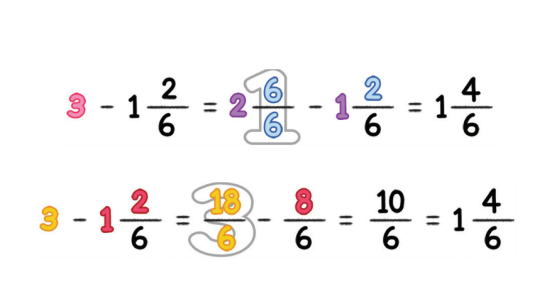 3 - 1 2/6 = 2 6/6 - 1 2/6 = 1 4/6
3 - 1 2/6 = 18/6 - 8/6 = 10/6 = 1 4/6